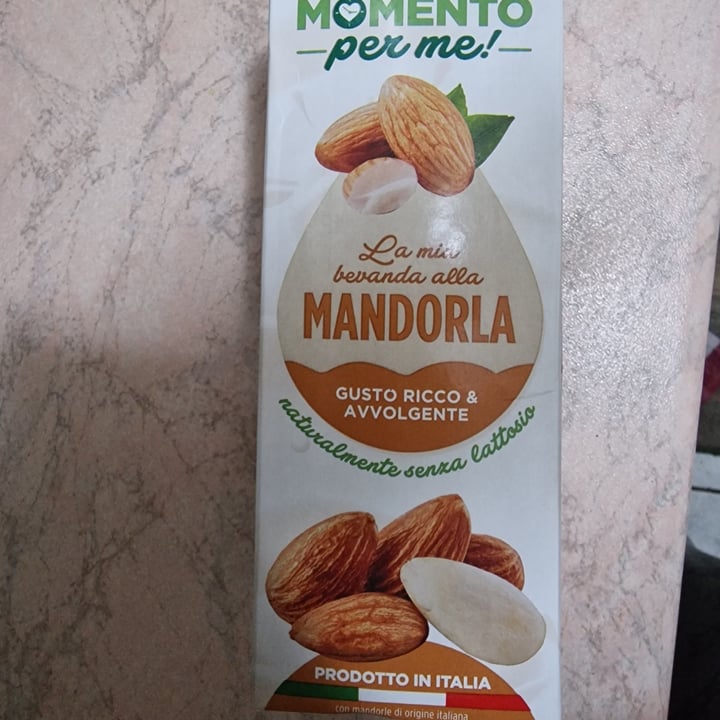 MOMENTO
per me!
La mia
bevanda alla
MANDORLA
GUSTO RICCO &
AVVOLGENTE
naturalmente senza lattosio
PRODOTTO IN ITALIA
con mandorle di origine italiana